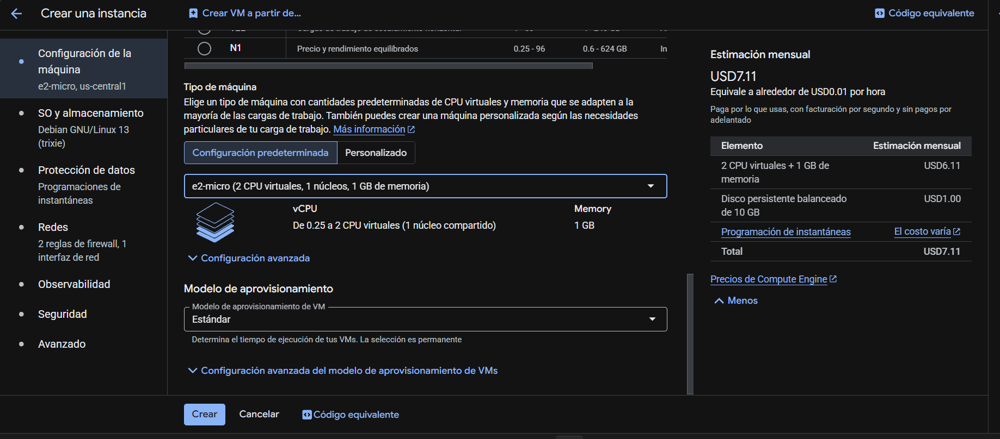 Crear una instancia
Crear VM a partir de...
Código equivalente
Configuración de la
máquina
e2-micro, us-central1
SO y almacenamiento
Debian GNU/Linux 13
(trixie)
Protección de datos
Programaciones de
instantáneas
Redes
2 reglas de firewall, 1
interfaz de red
Observabilidad
Seguridad
Avanzado
N1 Precio y rendimiento equilibrados 0.25 - 96 0.6 - 624 GB In
Tipo de máquina
Elige un tipo de máquina con cantidades predeterminadas de CPU virtuales y memoria que se adapten a la
mayoría de las cargas de trabajo. También puedes crear una máquina personalizada según las necesidades
particulares de tu carga de trabajo. Más información
Configuración predeterminada Personalizado
e2-micro (2 CPU virtuales, 1 núcleos, 1 GB de memoria)
vCPU Memory
De 0.25 a 2 CPU virtuales (1 núcleo compartido) 1 GB
Configuración avanzada
Modelo de aprovisionamiento
Modelo de aprovisionamiento de VM
Estándar
Determina el tiempo de ejecución de tus VMs. La selección es permanente
Configuración avanzada del modelo de aprovisionamiento de VMs
Crear Cancelar Código equivalente
Estimación mensual
USD7.11
Equivale a alrededor de USD0.01 por hora
Paga por lo que usas, con facturación por segundo y sin pagos por
adelantado
Elemento Estimación mensual
2 CPU virtuales + 1 GB de USD6.11
memoria
Disco persistente balanceado USD1.00
de 10 GB
Programación de instantáneas El costo varía
Total USD7.11
Precios de Compute Engine
Menos